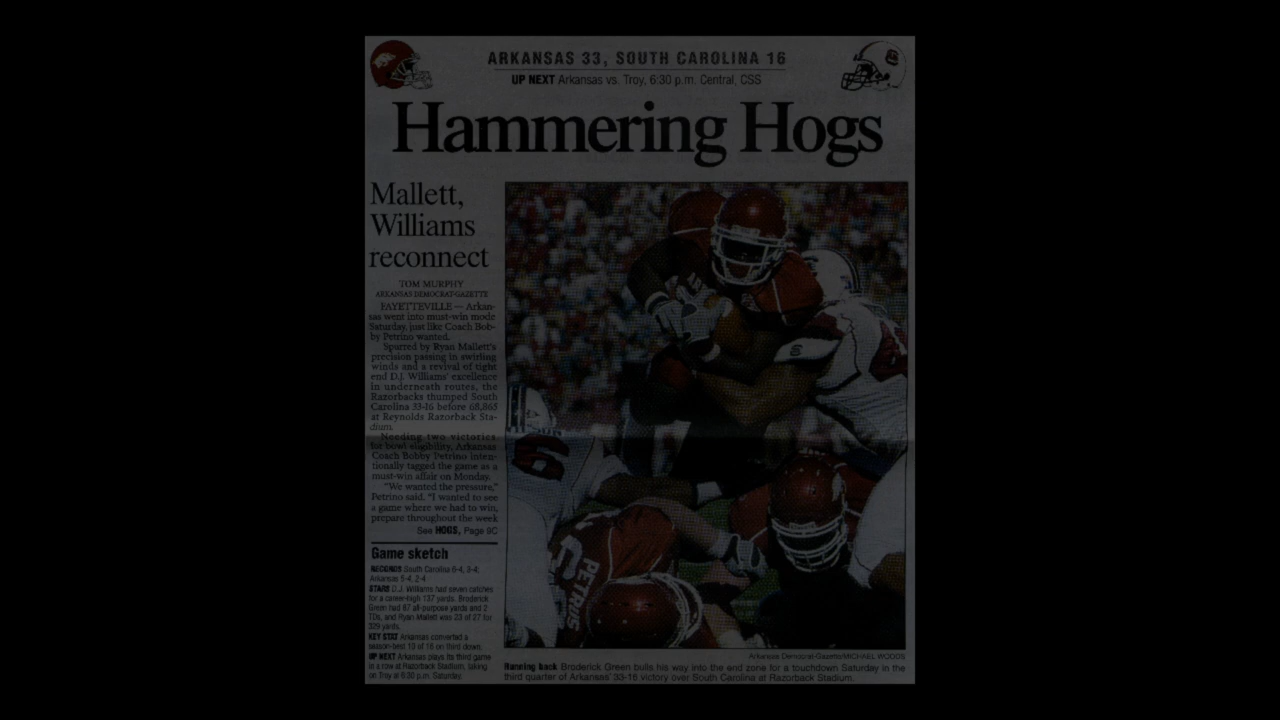 ARKANSAS 33, SOUTH CAROLINA 16
UP NEXT Arkansas vs. Troy, 6:30 p.m. Central, CSS
Hammering Hogs
Mallett,
Williams
reconnect
TOM MURPHY
ARKANSAS DEMOCRAT-GAZETTE
FAYETTEVILLE — Arkan-
sas went into must-win mode
Saturday, just like Coach Bob-
by Petrino wanted.
Spurred by Ryan Mallett's
precision passing in swirling
winds and a revival of tight
end D.J. Williams' excellence
in underneath routes, the
Razorbacks thumped South
Carolina 33-16 before 68,865
at Reynolds Razorback Sta-
dium.
Needing two victories
for bowl eligibility, Arkansas
Coach Bobby Petrino inten-
tionally tagged the game as a
must-win affair on Monday.
"We wanted the pressure,"
Petrino said. "I wanted to see
a game where we had to win,
prepare throughout the week
See HOGS, Page 9C
Game sketch
RECORDS South Carolina 6-4, 3-4;
Arkansas 5-4, 2-4
STARS D.J. Williams had seven catches
for a career-high 137 yards. Broderick
Green had 87 all-purpose yards and 2
TDs, and Ryan Mallett was 23 of 27 for
329 yards.
KEY STAT Arkansas converted a
season-best 10 of 16 on third down.
UP NEXT Arkansas plays its third game
in a row at Razorback Stadium, taking
on Troy at 6:30 p.m. Saturday.
6
PETRUS
Arkansas Democrat-Gazette/MICHAEL WOODS
Running back Broderick Green bulls his way into the end zone for a touchdown Saturday in the
third quarter of Arkansas' 33-16 victory over South Carolina at Razorback Stadium.